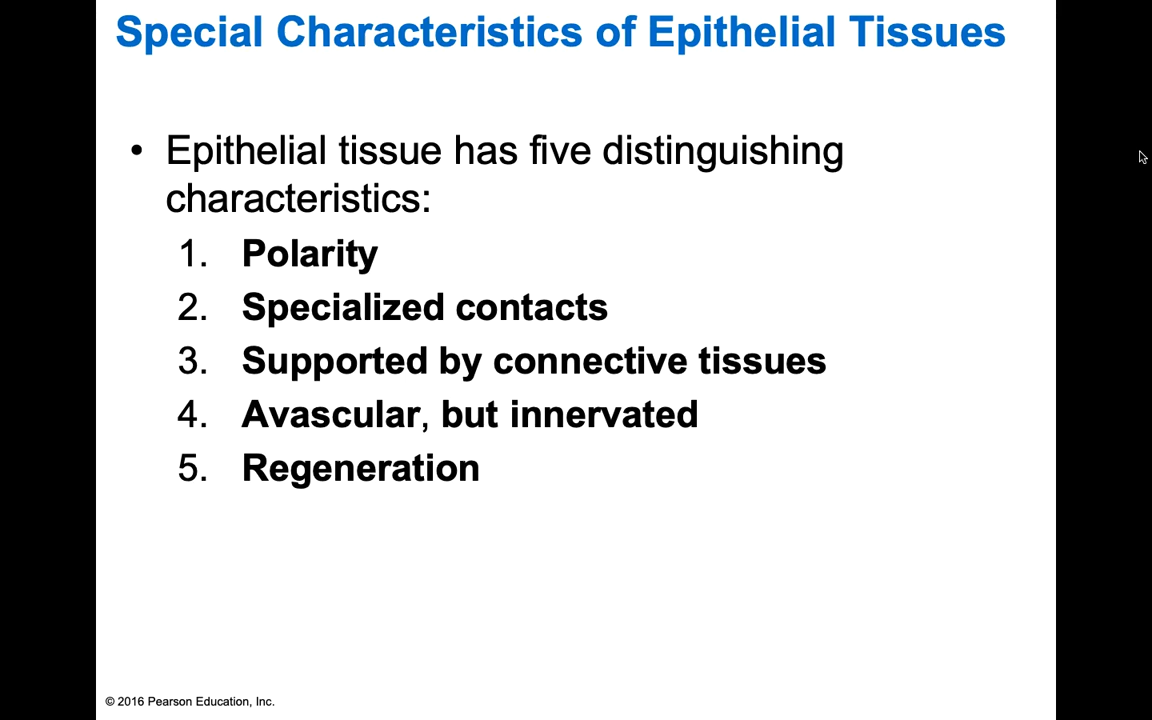 Special Characteristics of Epithelial Tissues
• Epithelial tissue has five distinguishing
characteristics:
1. Polarity
2. Specialized contacts
3. Supported by connective tissues
4. Avascular, but innervated
5. Regeneration
© 2016 Pearson Education, Inc.